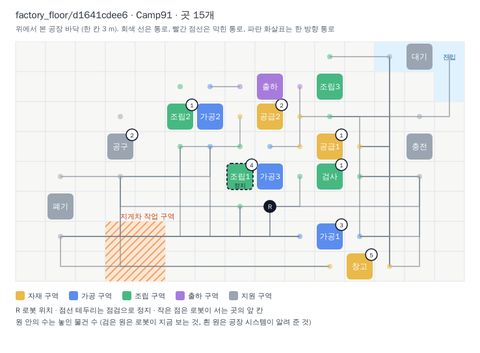 factory_floor/d1641cdee6 · Camp91 · 곳 15개
위에서 본 공장 바닥 (한 칸 3 m). 회색 선은 통로, 빨간 점선은 막힌 통로, 파란 화살표는 한 방향 통로
대기
진입
출하
조립3
2
1
조립2
가공2
공급2
2
공구
1
공급1
충전
4
1
조립1
정지
가공3
검사
폐기
R
지게차 작업 구역
3
가공1
5
창고
자재 구역
가공 구역
조립 구역
출하 구역
지원 구역
R 로봇 위치 · 점선 테두리는 점검으로 정지 · 작은 점은 로봇이 서는 곳의 앞 칸
원 안의 수는 놓인 물건 수 (검은 원은 로봇이 지금 보는 것, 흰 원은 공장 시스템이 알려 준 것)